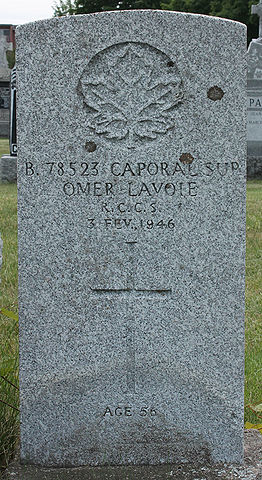 B. 78523 CAPORAL SUP.
OMER LAVOIE
R.C.C.S.
3 FEV. 1946
AGE 56